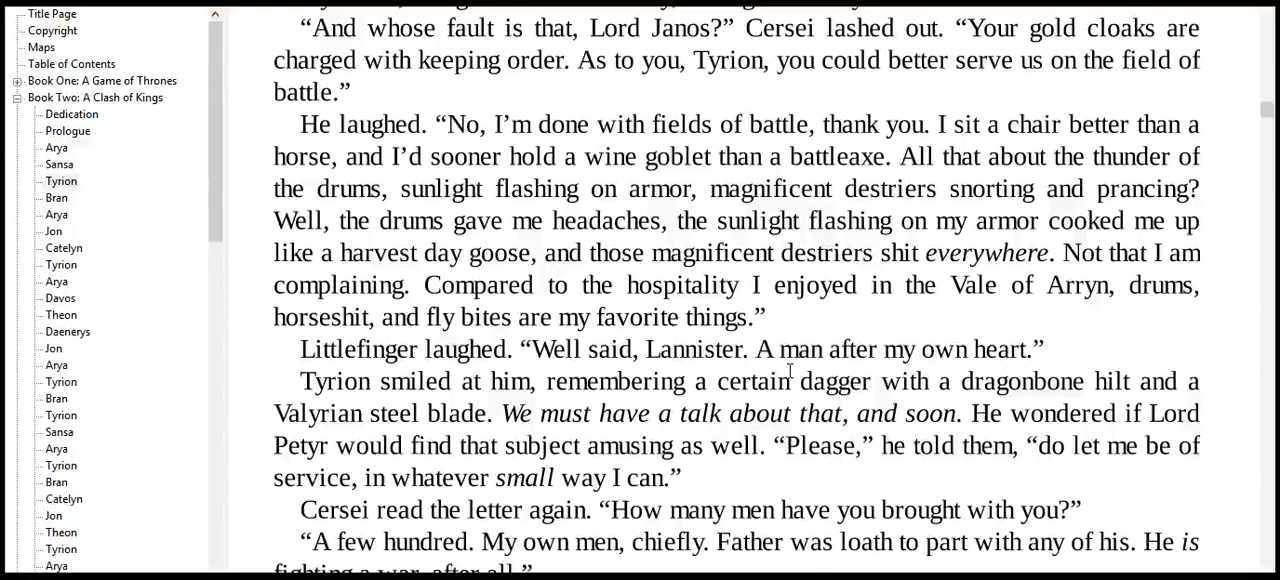 Title Page
Copyright
Maps
Table of Contents
Book One: A Game of Thrones
Book Two: A Clash of Kings
Dedication
Prologue
Arya
Sansa
Tyrion
Bran
Arya
Jon
Catelyn
Tyrion
Arya
Davos
Theon
Daenerys
Jon
Arya
Tyrion
Bran
Tyrion
Sansa
Arya
Tyrion
Bran
Catelyn
Jon
Theon
Tyrion
Arya
“And whose fault is that, Lord Janos?” Cersei lashed out. “Your gold cloaks are
charged with keeping order. As to you, Tyrion, you could better serve us on the field of
battle.”
He laughed. “No, I’m done with fields of battle, thank you. I sit a chair better than a
horse, and I’d sooner hold a wine goblet than a battleaxe. All that about the thunder of
the drums, sunlight flashing on armor, magnificent destriers snorting and prancing?
Well, the drums gave me headaches, the sunlight flashing on my armor cooked me up
like a harvest day goose, and those magnificent destriers shit everywhere. Not that I am
complaining. Compared to the hospitality I enjoyed in the Vale of Arryn, drums,
horseshit, and fly bites are my favorite things.”
Littlefinger laughed. “Well said, Lannister. A man after my own heart.”
Tyrion smiled at him, remembering a certain dagger with a dragonbone hilt and a
Valyrian steel blade. We must have a talk about that, and soon. He wondered if Lord
Petyr would find that subject amusing as well. “Please,” he told them, “do let me be of
service, in whatever small way I can.”
Cersei read the letter again. “How many men have you brought with you?”
“A few hundred. My own men, chiefly. Father was loath to part with any of his. He is
fighting a war, after all.”